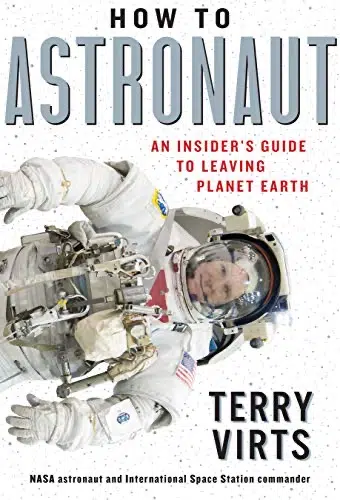 HOW TO
ASTRONAUT
AN INSIDER'S GUIDE
TO LEAVING
PLANET EARTH
TERRY
VIRTS
NASA astronaut and International Space Station commander